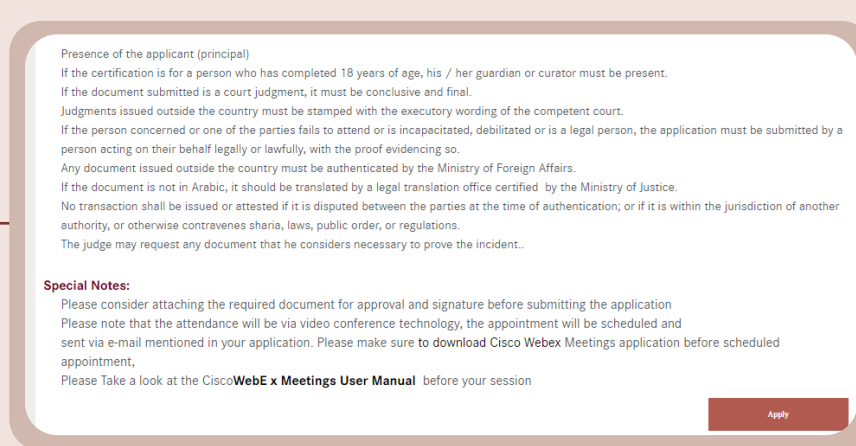 Presence of the applicant (principal)
If the certification is for a person who has completed 18 years of age, his / her guardian or curator must be present.
If the document submitted is a court judgment, it must be conclusive and final.
Judgments issued outside the country must be stamped with the executory wording of the competent court.
If the person concerned or one of the parties fails to attend or is incapacitated, debilitated or is a legal person, the application must be submitted by a
person acting on their behalf legally or lawfully, with the proof evidencing so.
Any document issued outside the country must be authenticated by the Ministry of Foreign Affairs.
If the document is not in Arabic, it should be translated by a legal translation office certified  by the Ministry of Justice.
No transaction shall be issued or attested if it is disputed between the parties at the time of authentication; or if it is within the jurisdiction of another
authority, or otherwise contravenes sharia, laws, public order, or regulations.
The judge may request any document that he considers necessary to prove the incident..
Special Notes:
Please consider attaching the required document for approval and signature before submitting the application
Please note that the attendance will be via video conference technology, the appointment will be scheduled and
sent via e-mail mentioned in your application. Please make sure to download Cisco Webex Meetings application before scheduled
appointment,
Please Take a look at the CiscoWebE x Meetings User Manual  before your session
Apply